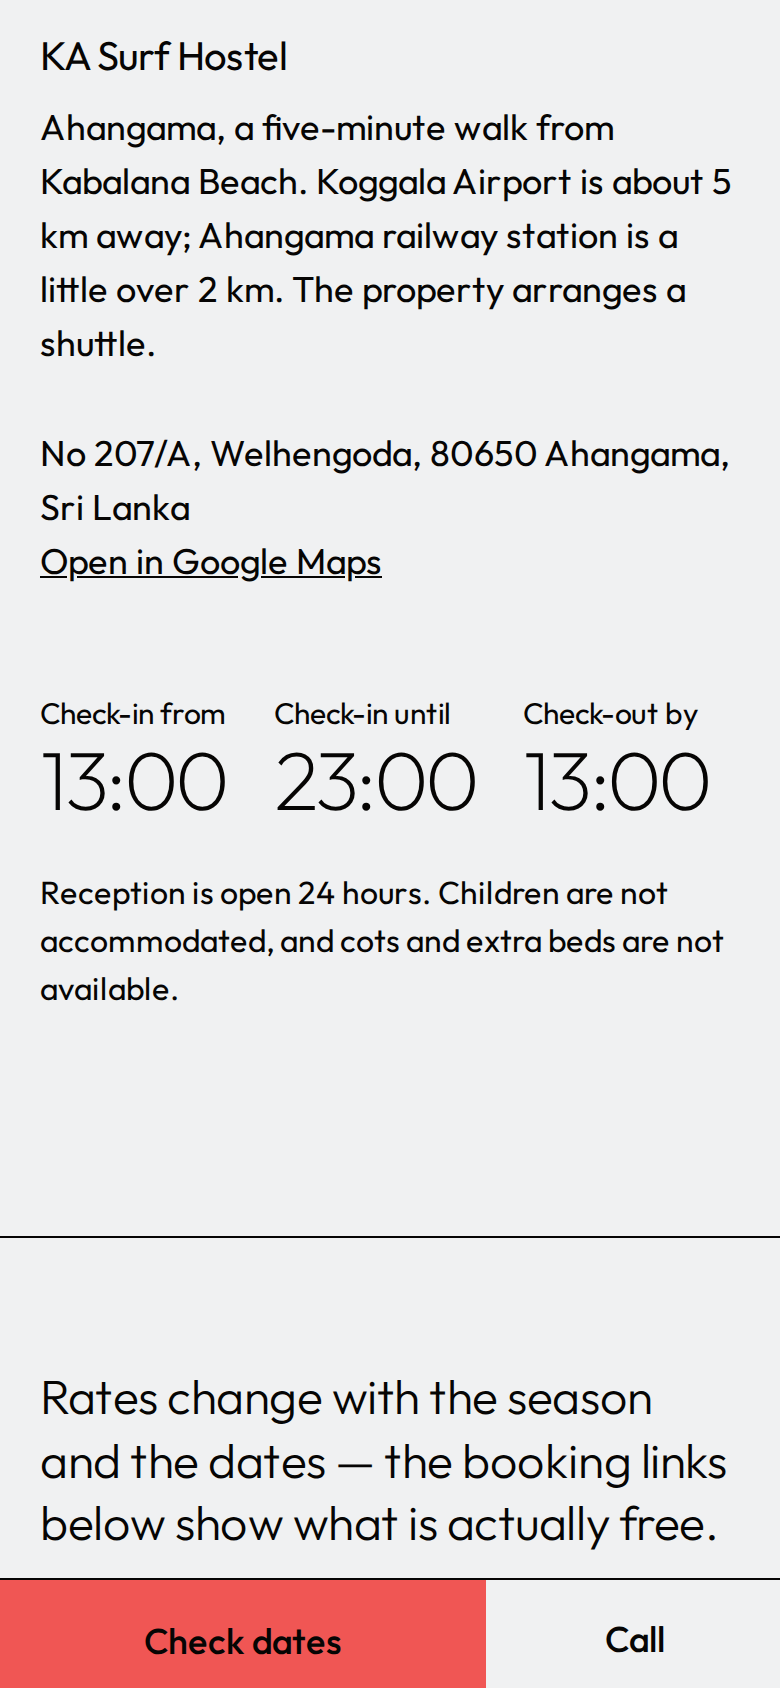 KA Surf Hostel
Ahangama, a five-minute walk from
Kabalana Beach. Koggala Airport is about 5
km away; Ahangama railway station is a
little over 2 km. The property arranges a
shuttle.
No 207/A, Welhengoda, 80650 Ahangama,
Sri Lanka
Open in Google Maps
Check-in from Check-in until Check-out by
13:00 23:00 13:00
Reception is open 24 hours. Children are not
accommodated, and cots and extra beds are not
available.
Rates change with the season
and the dates — the booking links
below show what is actually free.
Check dates Call